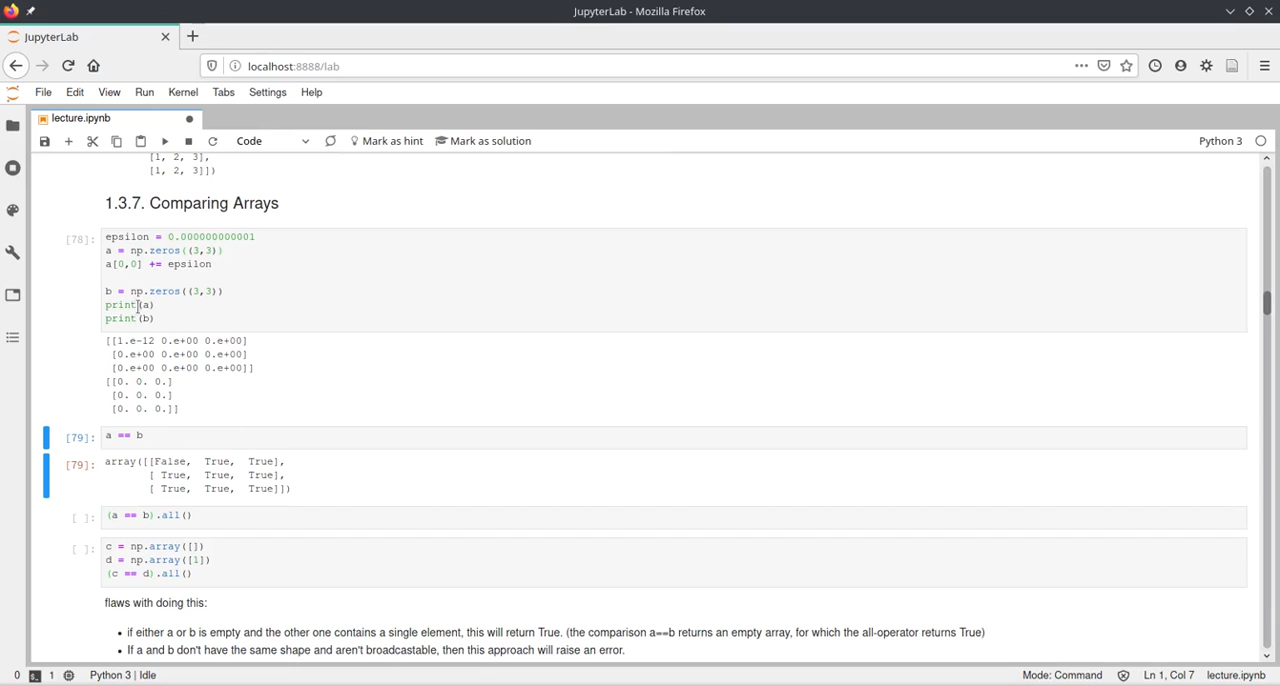 JupyterLab - Mozilla Firefox
JupyterLab
localhost:8888/lab
File Edit View Run Kernel Tabs Settings Help
lecture.ipynb
Code Mark as hint Mark as solution Python 3
[1, 2, 3],
[1, 2, 3]])
1.3.7. Comparing Arrays
[78]: epsilon = 0.000000000001
a = np.zeros((3,3))
a[0,0] += epsilon
b = np.zeros((3,3))
print(a)
print(b)
[[1.e-12 0.e+00 0.e+00]
[0.e+00 0.e+00 0.e+00]
[0.e+00 0.e+00 0.e+00]]
[[0. 0. 0.]
[0. 0. 0.]
[0. 0. 0.]]
[79]: a == b
[79]: array([[False, True, True],
[ True, True, True],
[ True, True, True]])
[ ]: (a == b).all()
[ ]: c = np.array([])
d = np.array([1])
(c == d).all()
flaws with doing this:
• if either a or b is empty and the other one contains a single element, this will return True. (the comparison a==b returns an empty array, for which the all-operator returns True)
• If a and b don't have the same shape and aren't broadcastable, then this approach will raise an error.
0 1 Python 3 | Idle Mode: Command Ln 1, Col 7 lecture.ipynb